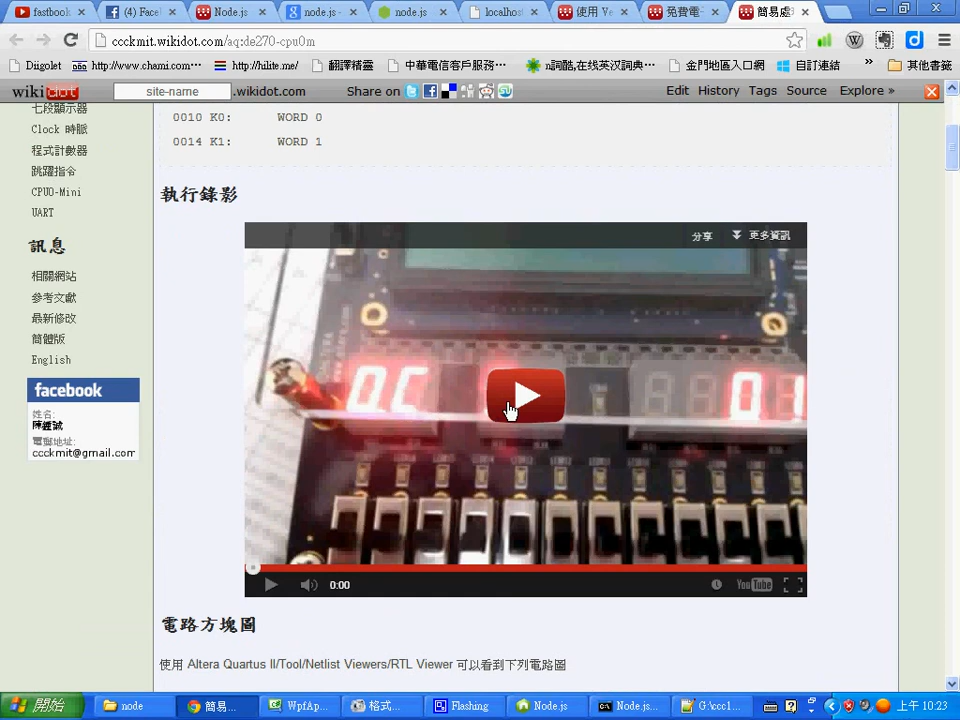 fastbook
(4) Face
Node.js
node.js -
node.js
localhos
使用 Ve
免費電
簡易處
ccckmit.wikidot.com/aq:de270-cpu0m
Diigolet
http://www.chami.com···
http://hilite.me/
翻譯精靈
中華電信客戶服務···
n詞酷,在线英汉词典···
金門地區入口網
自訂連結
»
其他書籤
wikidot
site-name
.wikidot.com
Share on
Edit
History
Tags
Source
Explore »
七段顯示器
Clock 時脈
程式計數器
跳躍指令
CPU0-Mini
UART
訊息
相關網站
參考文獻
最新修改
簡體版
English
facebook
姓名:
陳鍾誠
電郵地址:
ccckmit@gmail.com
0010 K0: WORD 0
0014 K1: WORD 1
執行錄影
分享
更多資訊
0C
01
0:00
YouTube
電路方塊圖
使用 Altera Quartus II/Tool/Netlist Viewers/RTL Viewer 可以看到下列電路圖
開始
node
簡易...
WpfAp...
格式...
Flashing
Node.js
Node.js...
G:\ccc1...
上午 10:23